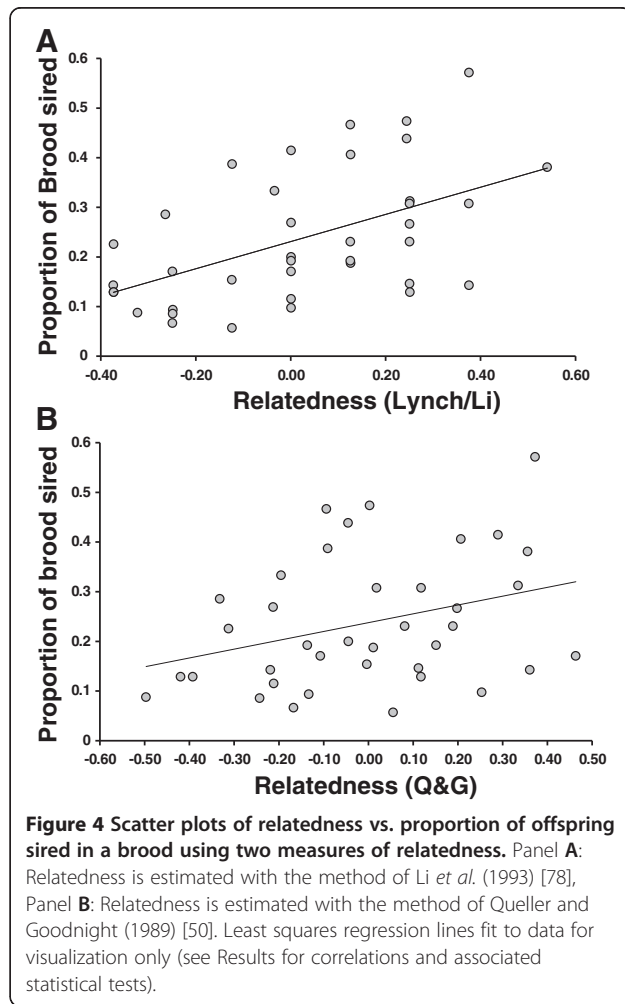 A
0.6
0.5
0.4
0.3
0.2
0.1
0
Proportion of Brood sired
-0.40 -0.20 0.00 0.20 0.40 0.60
Relatedness (Lynch/Li)
B
0.6
0.5
0.4
0.3
0.2
0.1
0
Proportion of brood sired
-0.60 -0.50 -0.40 -0.30 -0.20 -0.10 0.00 0.10 0.20 0.30 0.40 0.50
Relatedness (Q&G)
Figure 4 Scatter plots of relatedness vs. proportion of offspring
sired in a brood using two measures of relatedness. Panel A:
Relatedness is estimated with the method of Li et al. (1993) [78],
Panel B: Relatedness is estimated with the method of Queller and
Goodnight (1989) [50]. Least squares regression lines fit to data for
visualization only (see Results for correlations and associated
statistical tests).